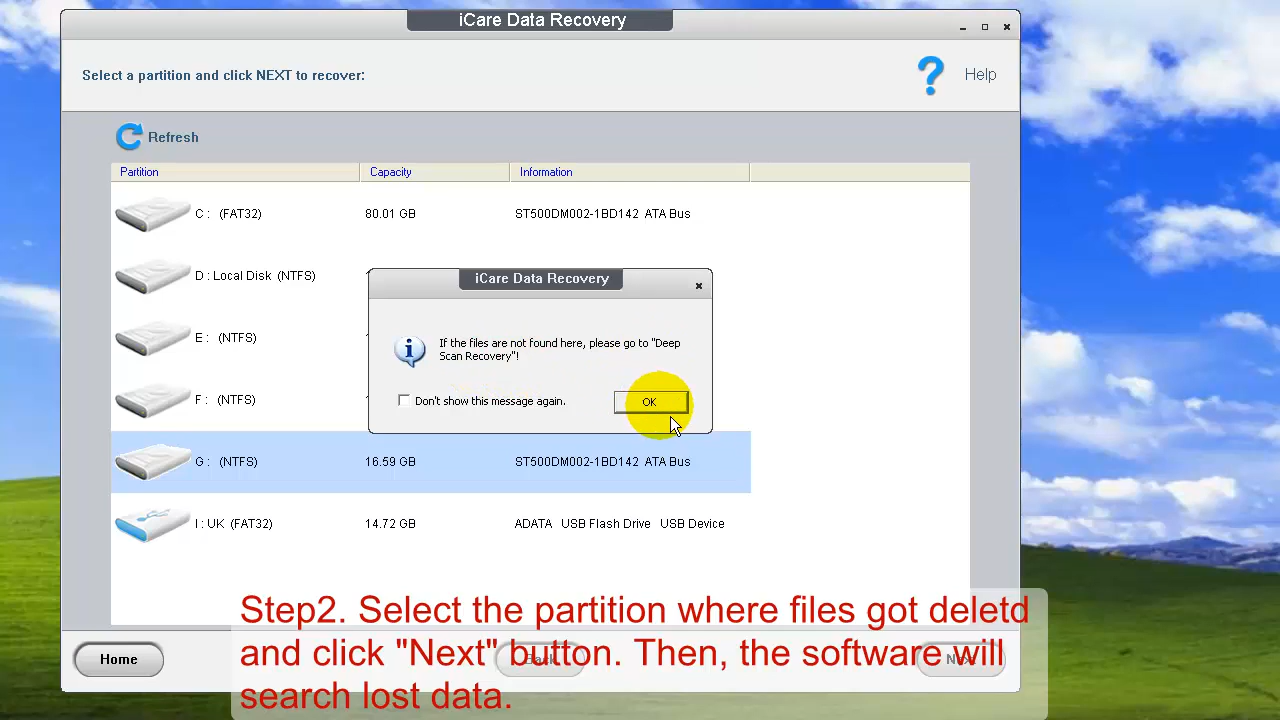 iCare Data Recovery
Select a partition and click NEXT to recover:
Help
Refresh
Partition Capacity Information
C : (FAT32) 80.01 GB ST500DM002-1BD142 ATA Bus
D : Local Disk (NTFS)
iCare Data Recovery
E : (NTFS)
If the files are not found here, please go to "Deep
Scan Recovery"!
F : (NTFS)
Don't show this message again.
OK
G : (NTFS) 16.59 GB ST500DM002-1BD142 ATA Bus
I : UK (FAT32) 14.72 GB ADATA USB Flash Drive USB Device
Step2. Select the partition where files got deletd
and click "Next" button. Then, the software will
search lost data.
Home